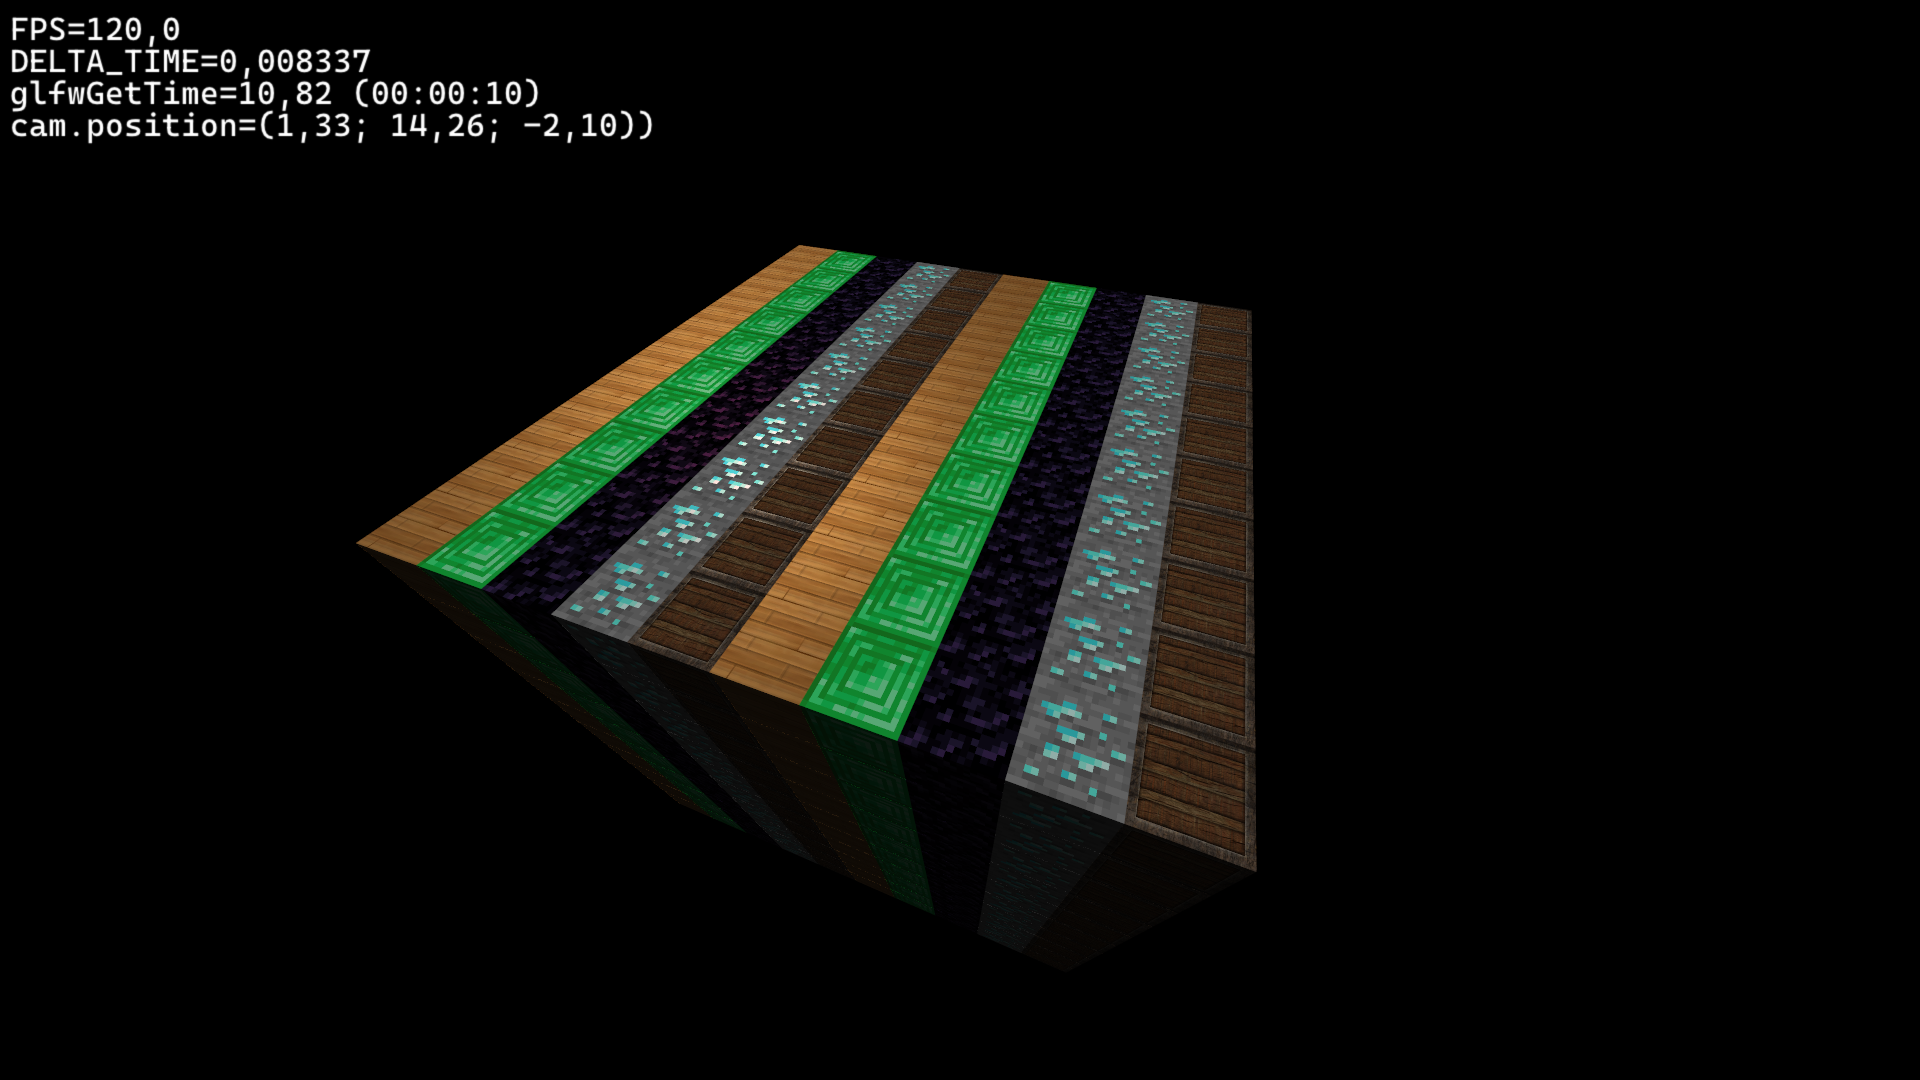 FPS=120,0
DELTA_TIME=0,008337
glfwGetTime=10,82 (00:00:10)
cam.position=(1,33; 14,26; −2,10))